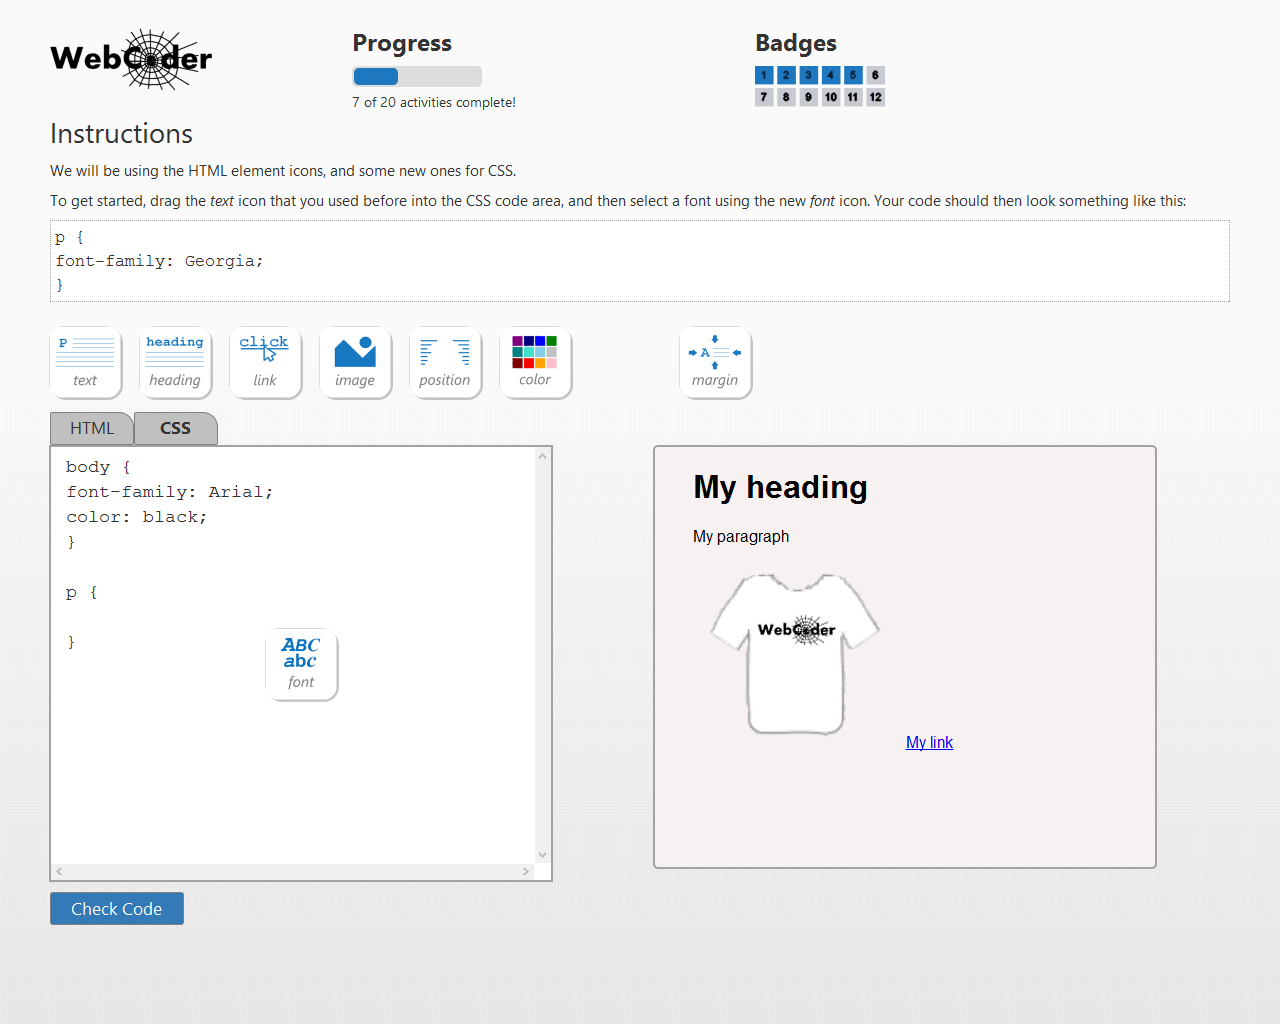 WebCoder
Progress
7 of 20 activities complete!
Badges
1 2 3 4 5 6
7 8 9 10 11 12
Instructions
We will be using the HTML element icons, and some new ones for CSS.
To get started, drag the text icon that you used before into the CSS code area, and then select a font using the new font icon. Your code should then look something like this:
p {
font-family: Georgia;
}
P
text
heading
heading
click
link
image
position
color
A
margin
HTML CSS
body {
font-family: Arial;
color: black;
}
p {
}
ABC
abc
font
My heading
My paragraph
WebCoder
My link
Check Code